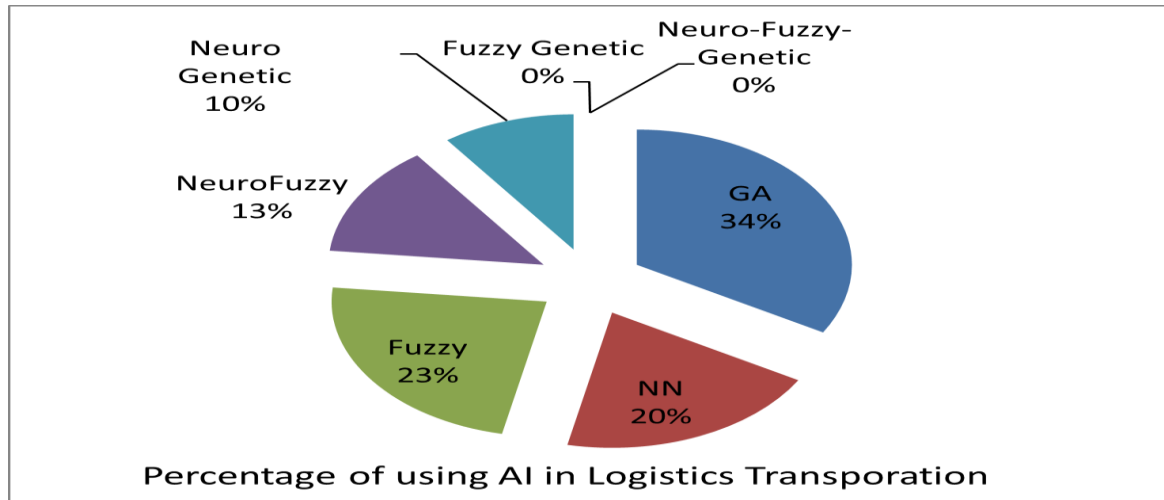 Neuro
Genetic
10%
Fuzzy Genetic
0%
Neuro-Fuzzy-
Genetic
0%
GA
34%
NeuroFuzzy
13%
Fuzzy
23%
NN
20%
Percentage of using AI in Logistics Transporation